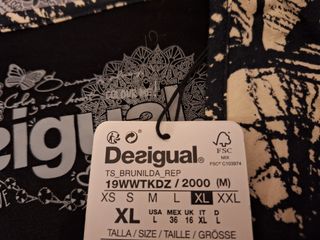 eigual
Desigual.
TS_BRUNILDA_REP
19WWTKDZ / 2000 (M)
FSC
MIX
FSC® C103974
XS S M L XL XXL
XL
USA MEX UK IT D
L 36 16 XL L
TALLA / SIZE / TAILLE / GRÖSSE